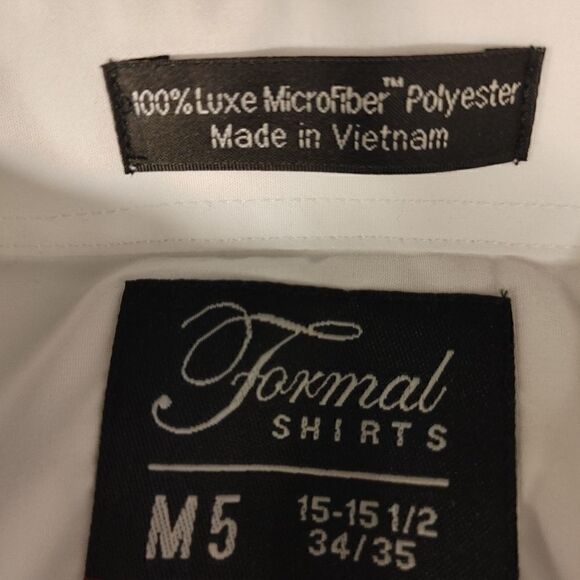 100% Luxe Microfiber™ Polyester
Made in Vietnam
Formal
SHIRTS
M5
15-15 1/2
34/35